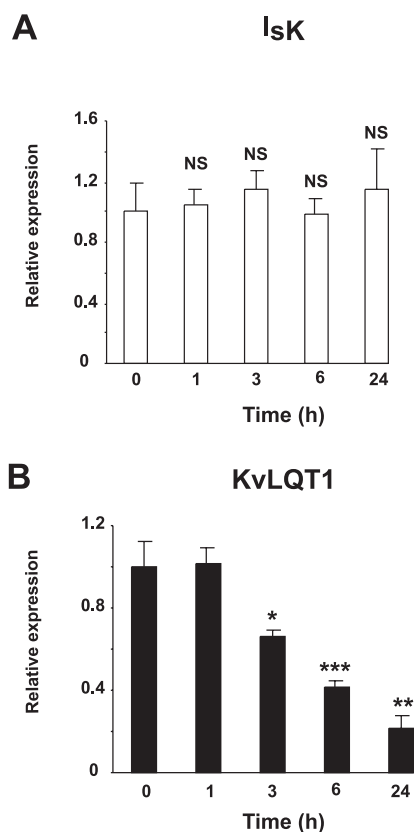 A
IsK
Relative expression
1.6
1.2
0.8
0.4
0
NS
NS
NS
NS
0 1 3 6 24
Time (h)
B
KvLQT1
Relative expression
1.2
0.8
0.4
0
*
***
**
0 1 3 6 24
Time (h)